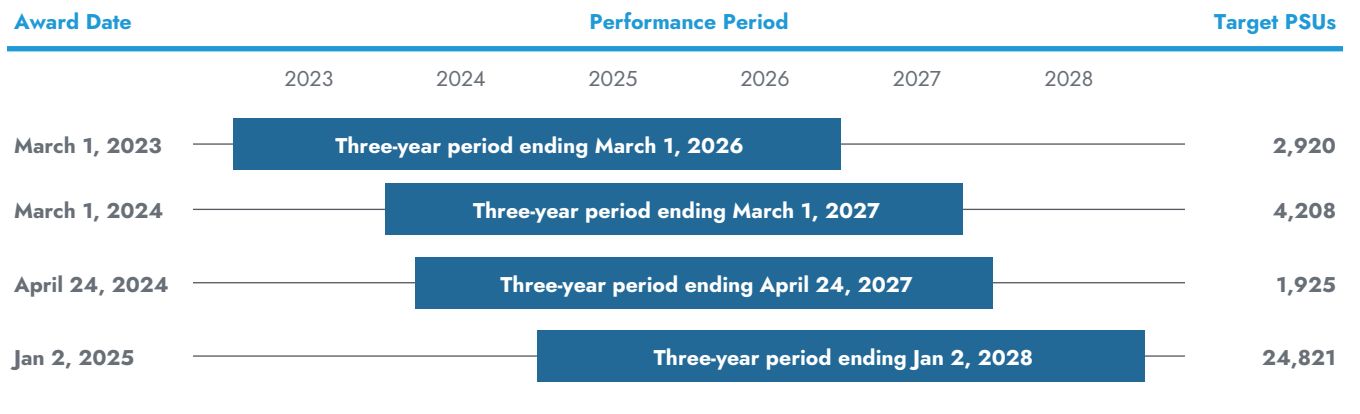 Award Date Performance Period Target PSUs
2023 2024 2025 2026 2027 2028
March 1, 2023 Three-year period ending March 1, 2026 2,920
March 1, 2024 Three-year period ending March 1, 2027 4,208
April 24, 2024 Three-year period ending April 24, 2027 1,925
Jan 2, 2025 Three-year period ending Jan 2, 2028 24,821